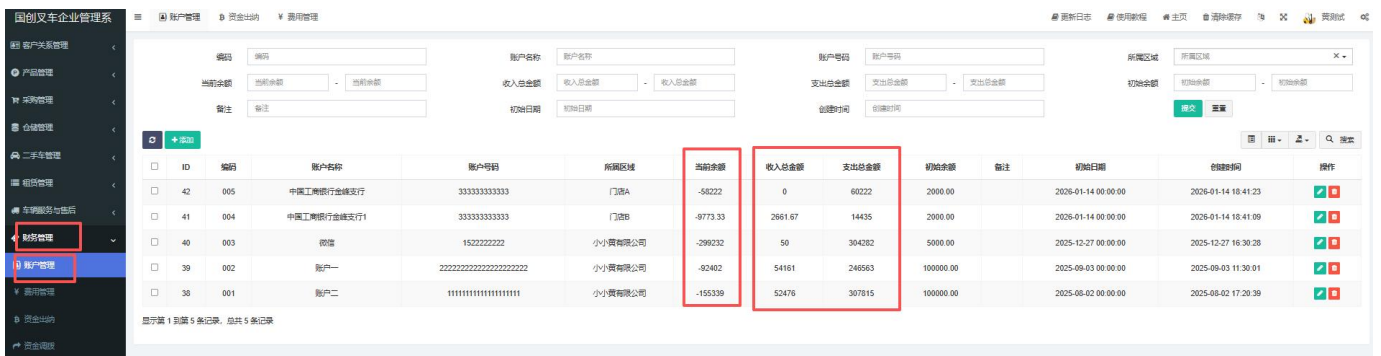 国创叉车企业管理系 账户管理 资金出纳 ¥ 费用管理 更新日志 使用教程 主页 清除缓存 黄测试
客户关系管理
产品管理
采购管理
仓储管理
二手车管理
租赁管理
车辆服务与售后
财务管理
账户管理
¥ 费用管理
资金出纳
资金调拨
编码 编码 账户名称 账户名称 账户号码 账户号码 所属区域 所属区域
当前余额 当前余额 - 当前余额 收入总金额 收入总金额 - 收入总金额 支出总金额 支出总金额 - 支出总金额 初始余额 初始余额 - 初始余额
备注 备注 初始日期 初始日期 创建时间 创建时间 提交 重置
添加 搜索
ID 编码 账户名称 账户号码 所属区域 当前余额 收入总金额 支出总金额 初始余额 备注 初始日期 创建时间 操作
42 005 中国工商银行金峰支行 333333333333 门店A -58222 0 60222 2000.00 2026-01-14 00:00:00 2026-01-14 18:41:23
41 004 中国工商银行金峰支行1 333333333333 门店B -9773.33 2661.67 14435 2000.00 2026-01-14 00:00:00 2026-01-14 18:41:09
40 003 微信 1522222222 小小黄有限公司 -299232 50 304282 5000.00 2025-12-27 00:00:00 2025-12-27 16:30:28
39 002 账户一 小小黄有限公司 -92402 54161 246563 100000.00 2025-09-03 00:00:00 2025-09-03 11:30:01
38 001 账户二 小小黄有限公司 -155339 52476 307815 100000.00 2025-08-02 00:00:00 2025-08-02 17:20:39
显示第 1 到第 5 条记录，总共 5 条记录